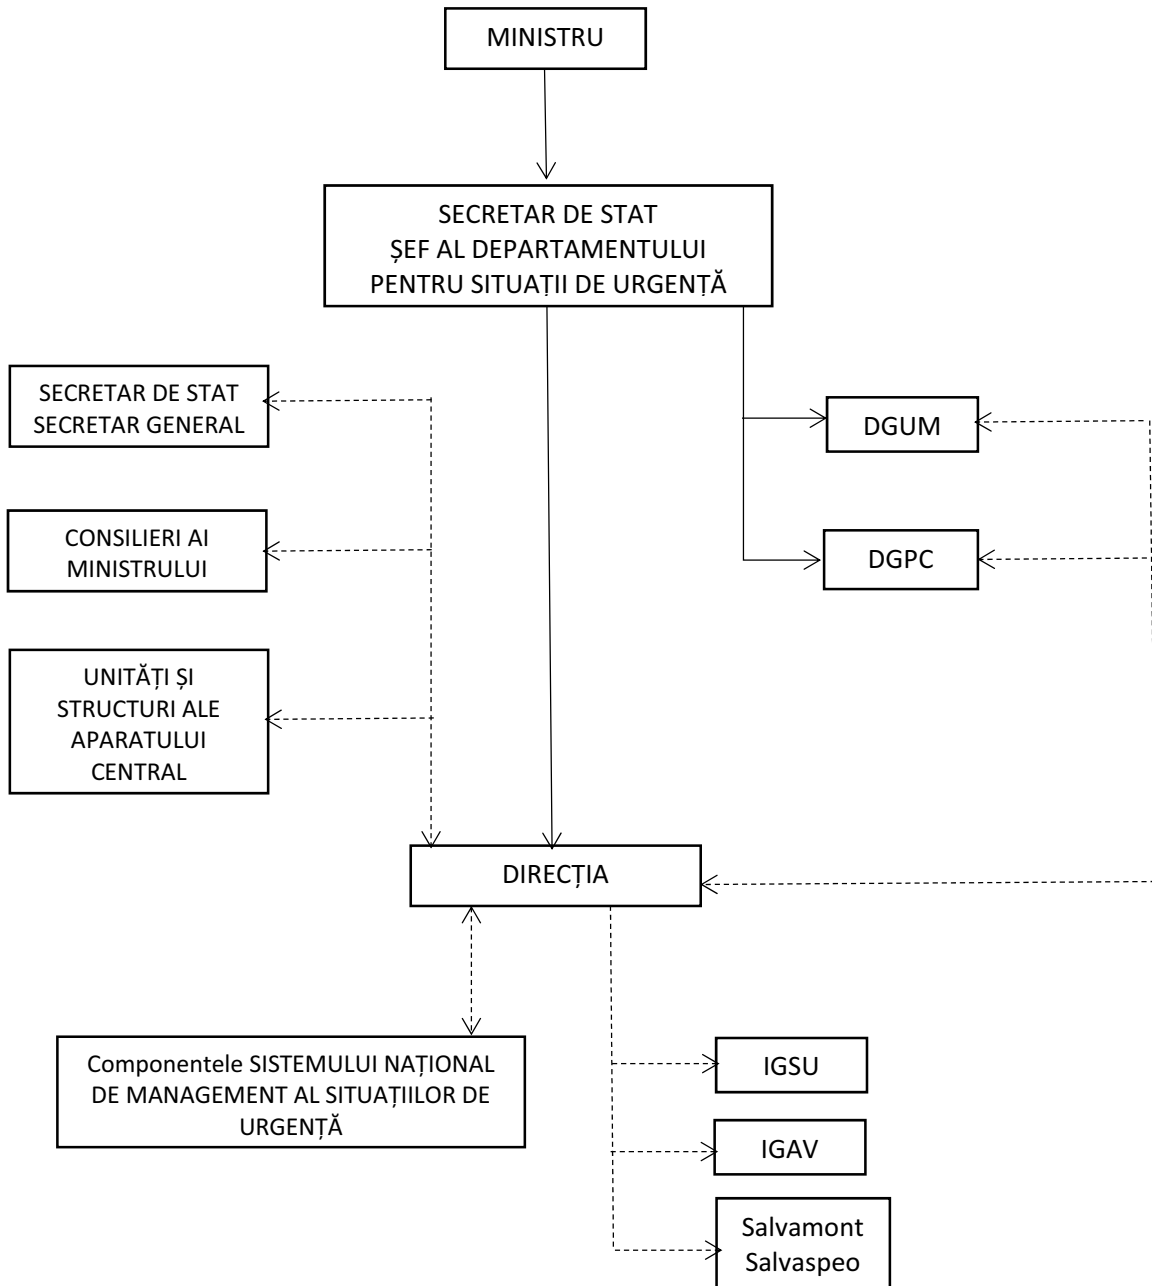 MINISTRU
SECRETAR DE STAT
ȘEF AL DEPARTAMENTULUI
PENTRU SITUAȚII DE URGENȚĂ
SECRETAR DE STAT
SECRETAR GENERAL
DGUM
CONSILIERI AI
MINISTRULUI
DGPC
UNITĂȚI ȘI
STRUCTURI ALE
APARATULUI
CENTRAL
DIRECȚIA
Componentele SISTEMULUI NAȚIONAL
DE MANAGEMENT AL SITUAȚIILOR DE
URGENȚĂ
IGSU
IGAV
Salvamont
Salvaspeo